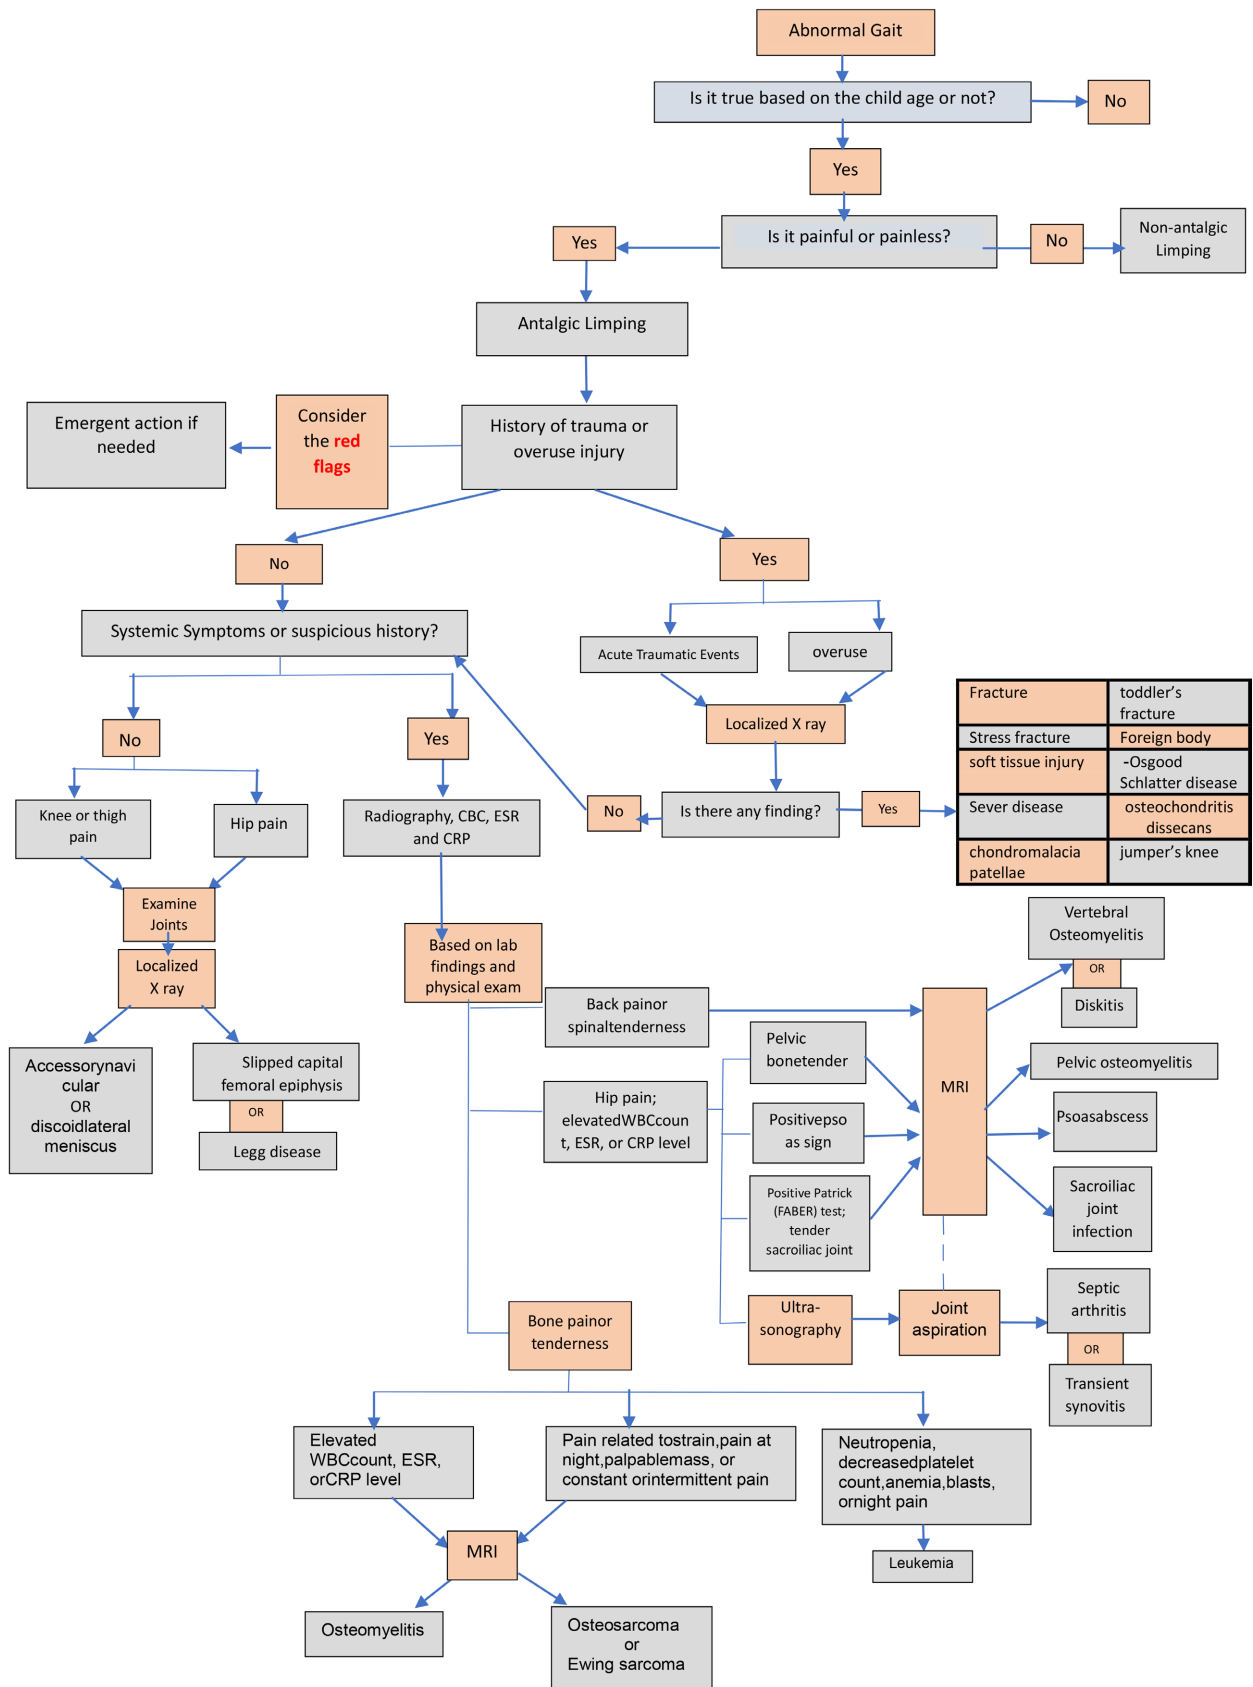 Abnormal Gait
Is it true based on the child age or not?
No
Yes
Is it painful or painless?
Yes
No
Non-antalgic
Limping
Antalgic Limping
Emergent action if
needed
Consider
the red
flags
History of trauma or
overuse injury
No
Yes
Systemic Symptoms or suspicious history?
Acute Traumatic Events
overuse
No
Yes
Localized X ray
Fracture
toddler's
fracture
Stress fracture
Foreign body
soft tissue injury
-Osgood
Schlatter disease
Sever disease
osteochondritis
dissecans
chondromalacia
patellae
jumper's knee
Knee or thigh
pain
Hip pain
Radiography, CBC, ESR
and CRP
No
Is there any finding?
Yes
Examine
Joints
Localized
X ray
Based on lab
findings and
physical exam
Accessorynavi
cular
OR
discoidlateral
meniscus
Slipped capital
femoral epiphysis
OR
Legg disease
Back painor
spinaltenderness
Hip pain;
elevatedWBCcoun
t, ESR, or CRP level
Pelvic
bonetender
Positivepso
as sign
Positive Patrick
(FABER) test;
tender
sacroiliac joint
Ultra-
sonography
MRI
Joint
aspiration
Vertebral
Osteomyelitis
OR
Diskitis
Pelvic osteomyelitis
Psoasabscess
Sacroiliac
joint
infection
Septic
arthritis
OR
Transient
synovitis
Bone painor
tenderness
Elevated
WBCcount, ESR,
orCRP level
Pain related tostrain,pain at
night,palpablemass, or
constant orintermittent pain
Neutropenia,
decreasedplatelet
count,anemia,blasts,
ornight pain
MRI
Leukemia
Osteomyelitis
Osteosarcoma
or
Ewing sarcoma